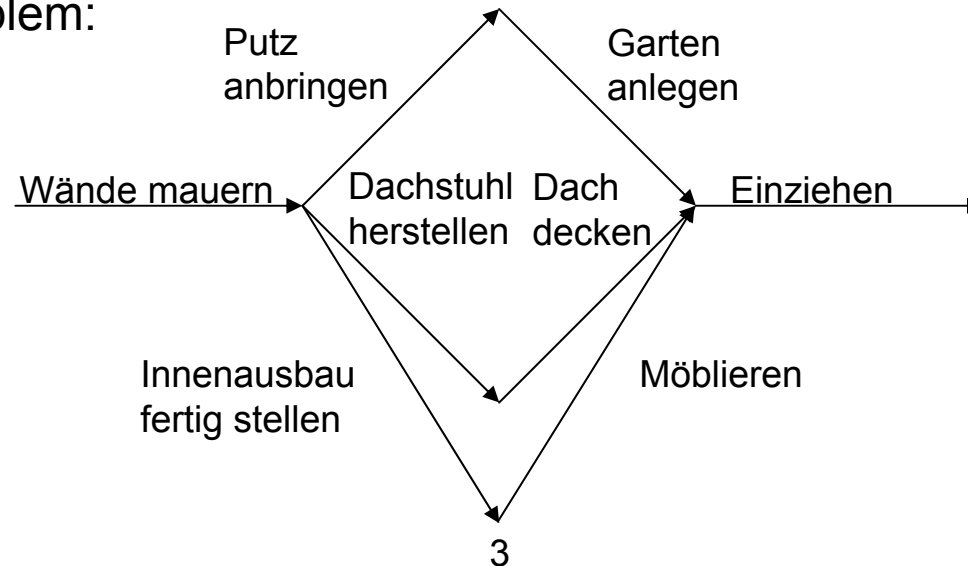 blem:
Putz
anbringen
Garten
anlegen
Wände mauern
Dachstuhl
herstellen
Dach
decken
Einziehen
Innenausbau
fertig stellen
Möblieren
3